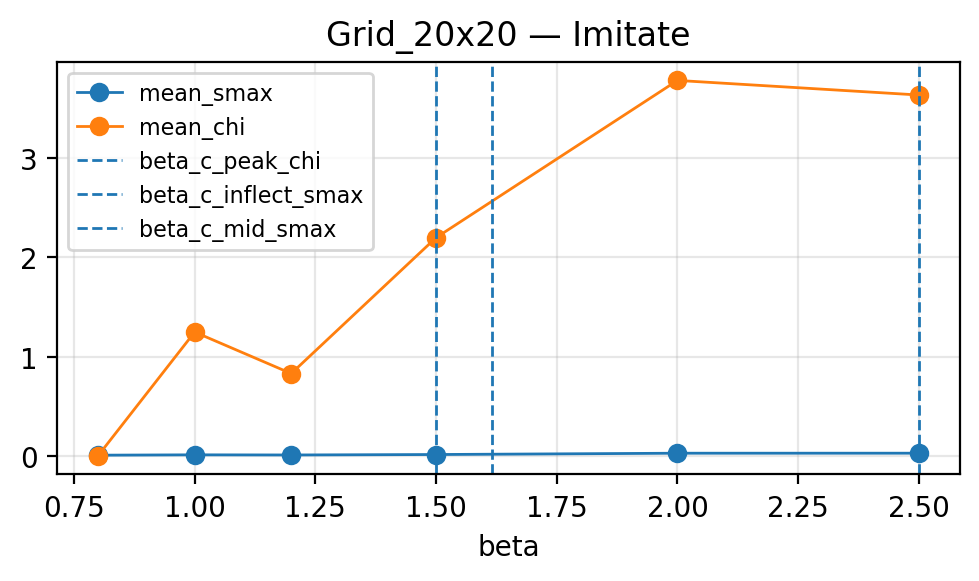 Grid_20x20 — Imitate
mean_smax
mean_chi
beta_c_peak_chi
beta_c_inflect_smax
beta_c_mid_smax
3
2
1
0
0.75 1.00 1.25 1.50 1.75 2.00 2.25 2.50
beta